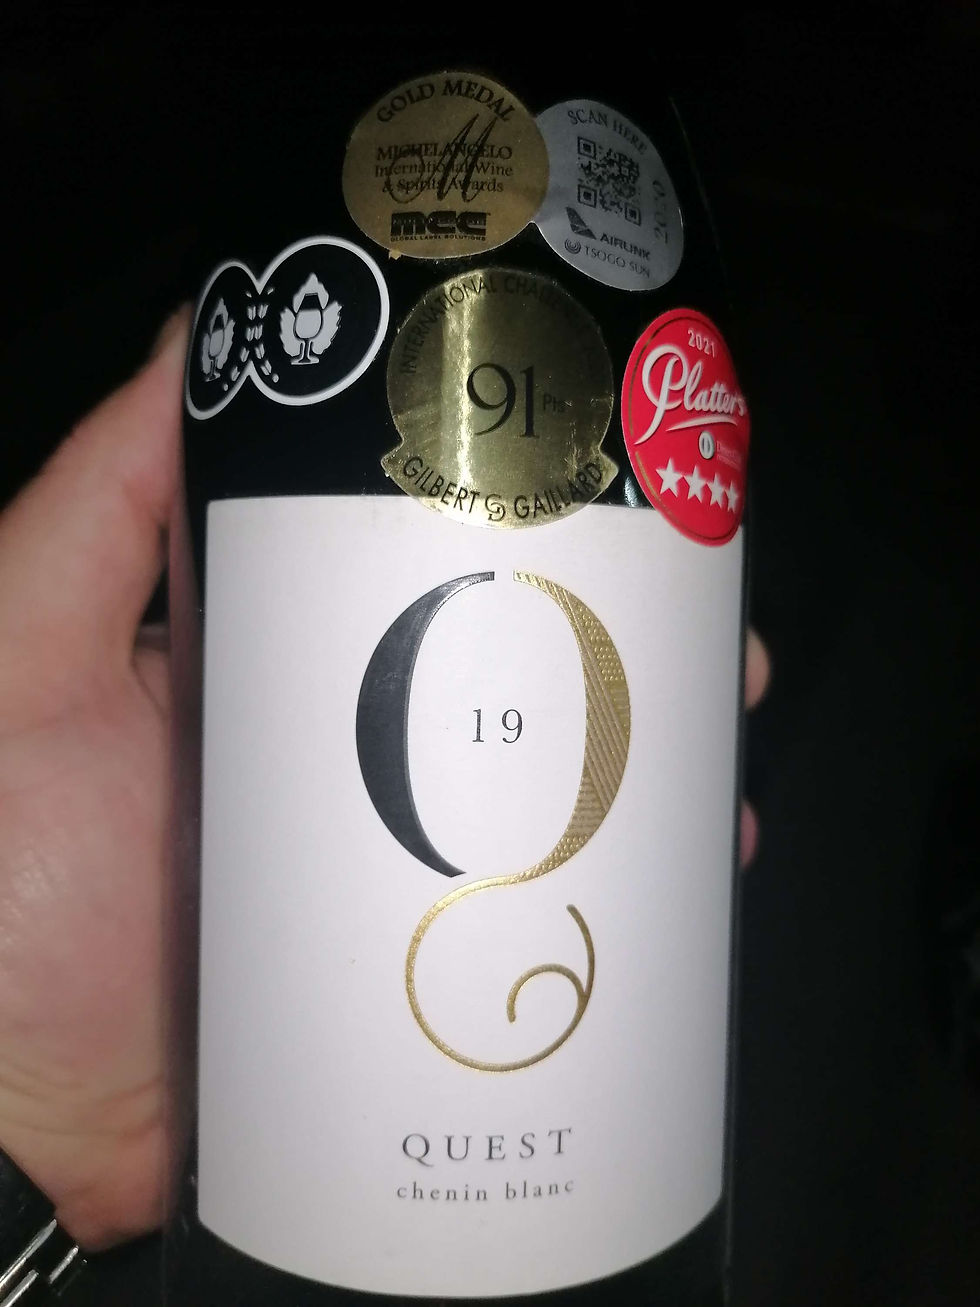 GOLD MEDAL
MICHELANGELO
International Wine
& Spirits Awards
MCC
GLOBAL LABEL SOLUTIONS
SCAN HERE
2020
AIRLINK
TSOGO SUN
INTERNATIONAL
91 Pts
GILBERT GG GAILLARD
2021
Platter's
19
QUEST
chenin blanc